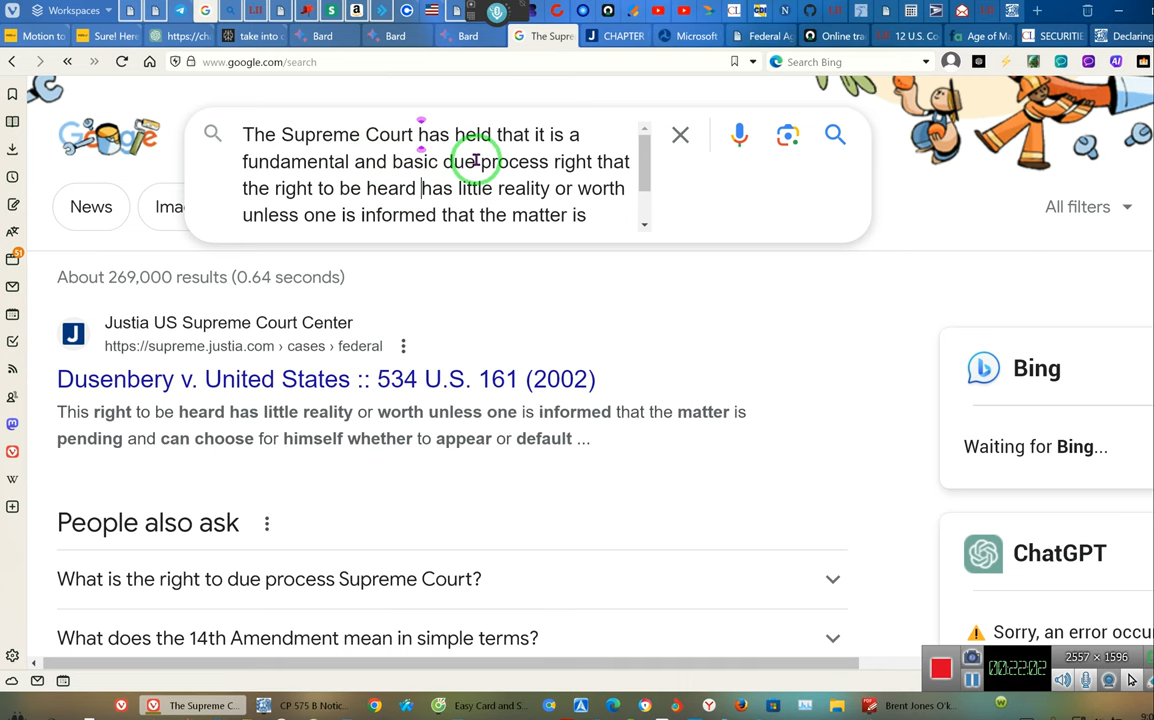 Workspaces
Motion to
Sure! Here
https://ch
take into c
Bard
Bard
Bard
The Supre
CHAPTER
Microsoft
Federal Ag
Online tra
12 U.S. Co
Age of Ma
SECURITIE
Declaring
www.google.com/search
Search Bing
Google
The Supreme Court has held that it is a
fundamental and basic due process right that
the right to be heard has little reality or worth
unless one is informed that the matter is
News
Ima
All filters
About 269,000 results (0.64 seconds)
Justia US Supreme Court Center
https://supreme.justia.com › cases › federal
Dusenbery v. United States :: 534 U.S. 161 (2002)
This right to be heard has little reality or worth unless one is informed that the matter is
pending and can choose for himself whether to appear or default ...
Bing
Waiting for Bing...
People also ask
What is the right to due process Supreme Court?
What does the 14th Amendment mean in simple terms?
ChatGPT
Sorry, an error occu
00:22:02
2557 × 1596
The Supreme C...
CP 575 B Notic...
Easy Card and S...
Brent Jones O'k...